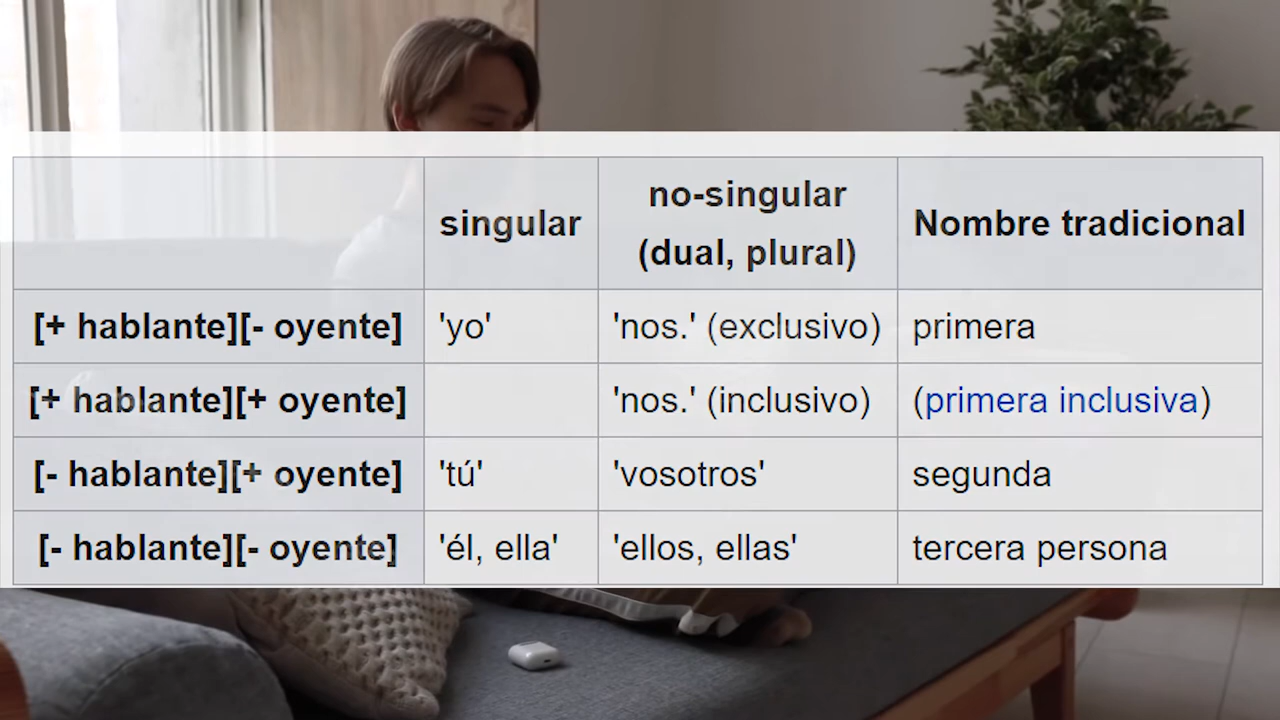 singular no-singular (dual, plural) Nombre tradicional
[+ hablante][- oyente] 'yo' 'nos.' (exclusivo) primera
[+ hablante][+ oyente] 'nos.' (inclusivo) (primera inclusiva)
[- hablante][+ oyente] 'tú' 'vosotros' segunda
[- hablante][- oyente] 'él, ella' 'ellos, ellas' tercera persona